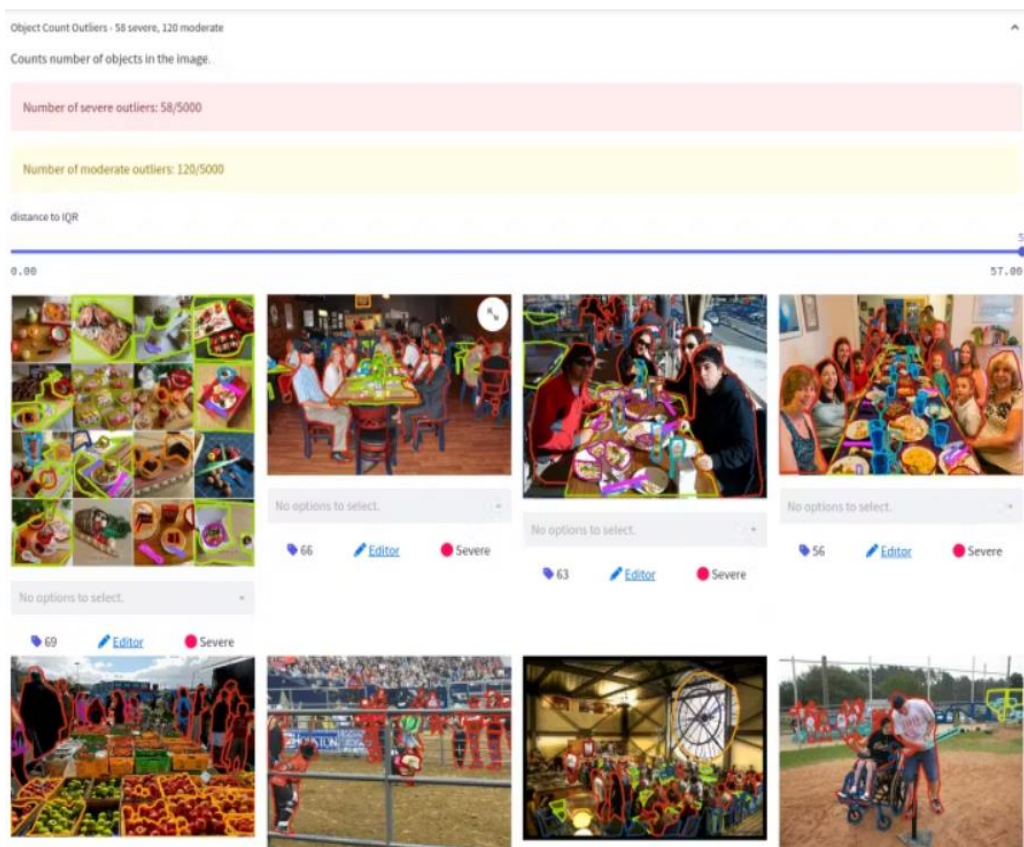 Object Count Outliers - 58 severe, 120 moderate
Counts number of objects in the image.
Number of severe outliers: 58/5000
Number of moderate outliers: 120/5000
distance to IQR
5
0.00 57.00
No options to select. No options to select.
No options to select.
66 Editor Severe 56 Editor Severe
63 Editor Severe
No options to select.
69 Editor Severe
HOUSTON